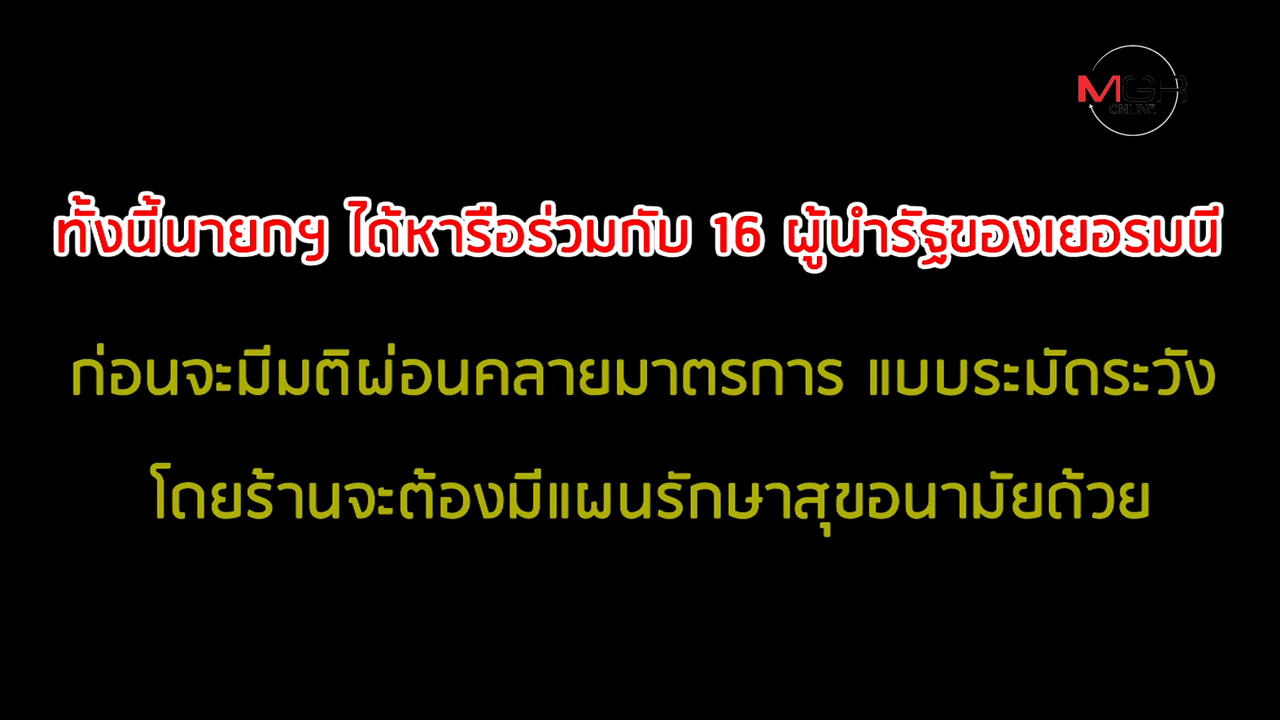 MGR
ONLINE
ทั้งนี้นายกฯ ได้หารือร่วมกับ 16 ผู้นำรัฐของเยอรมนี
ก่อนจะมีมติผ่อนคลายมาตรการ แบบระมัดระวัง
โดยร้านจะต้องมีแผนรักษาสุขอนามัยด้วย